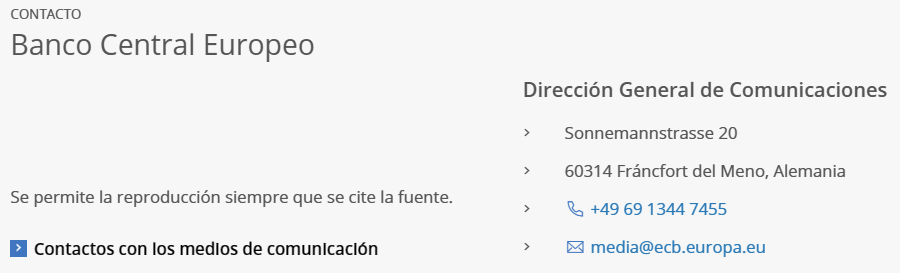 CONTACTO
Banco Central Europeo
Dirección General de Comunicaciones
Sonnemannstrasse 20
60314 Fráncfort del Meno, Alemania
+49 69 1344 7455
media@ecb.europa.eu
Se permite la reproducción siempre que se cite la fuente.
Contactos con los medios de comunicación